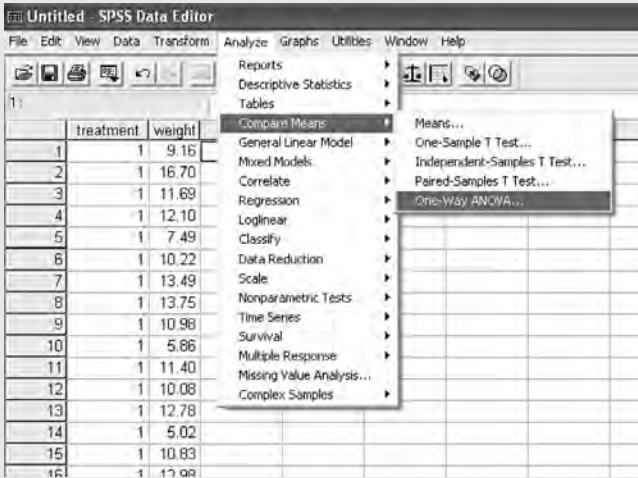 Untitled - SPSS Data Editor
File Edit View Data Transform Analyze Graphs Utilities Window Help
1 :
treatment weight
1 1 9.16
2 1 16.70
3 1 11.69
4 1 12.10
5 1 7.49
6 1 10.22
7 1 13.49
8 1 13.75
9 1 10.98
10 1 5.86
11 1 11.40
12 1 10.08
13 1 12.78
14 1 5.02
15 1 10.83
16 1 12.98
Reports
Descriptive Statistics
Tables
Compare Means
General Linear Model
Mixed Models
Correlate
Regression
Loglinear
Classify
Data Reduction
Scale
Nonparametric Tests
Time Series
Survival
Multiple Response
Missing Value Analysis...
Complex Samples
Means...
One-Sample T Test...
Independent-Samples T Test...
Paired-Samples T Test...
One-Way ANOVA...